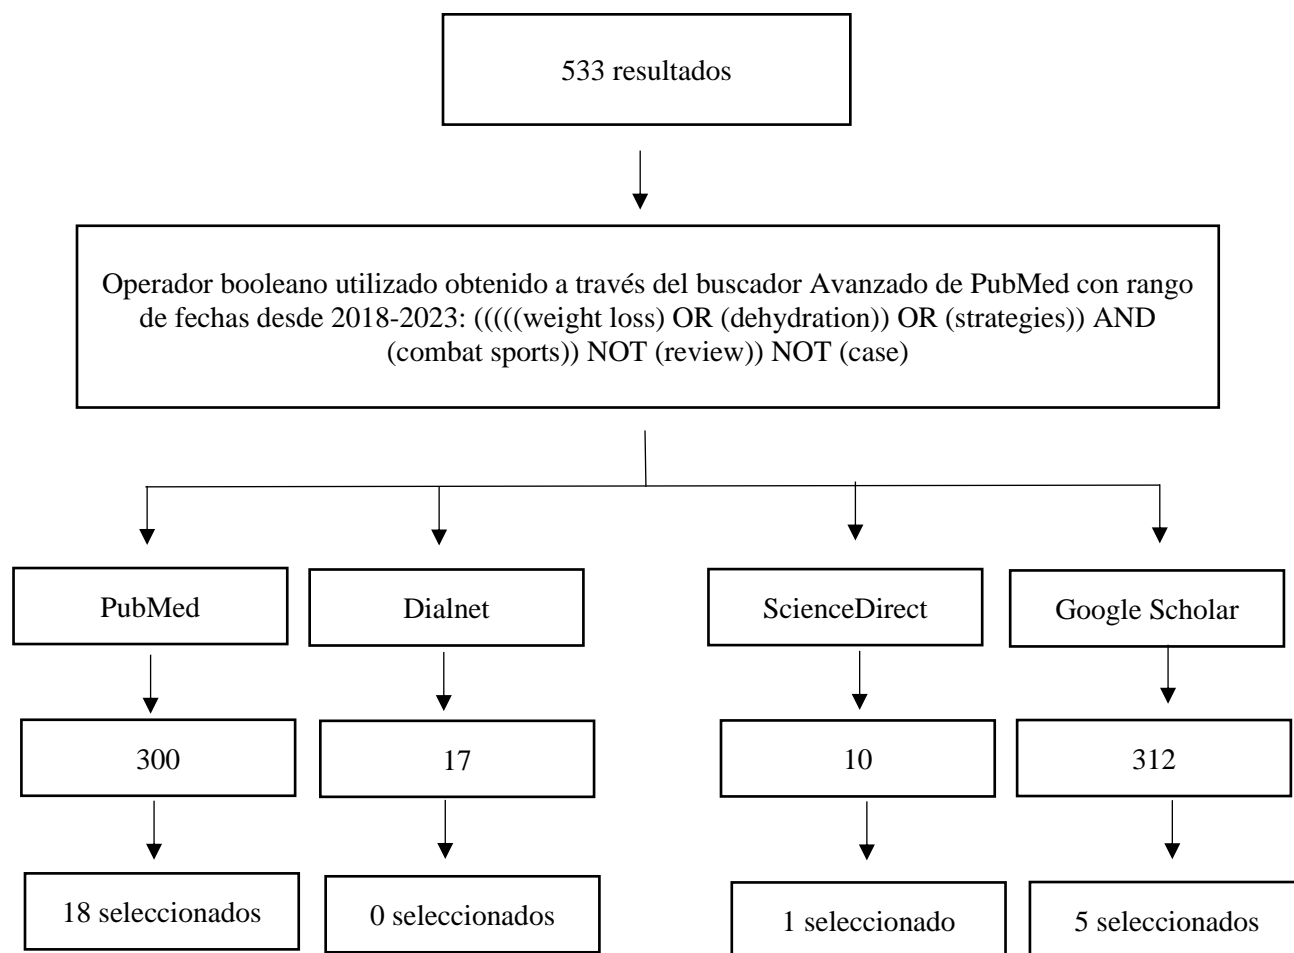 533 resultados
Operador booleano utilizado obtenido a través del buscador Avanzado de PubMed con rango
de fechas desde 2018-2023: (((((weight loss) OR (dehydration)) OR (strategies)) AND
(combat sports)) NOT (review)) NOT (case)
PubMed
Dialnet
ScienceDirect
Google Scholar
300
17
10
312
18 seleccionados
0 seleccionados
1 seleccionado
5 seleccionados